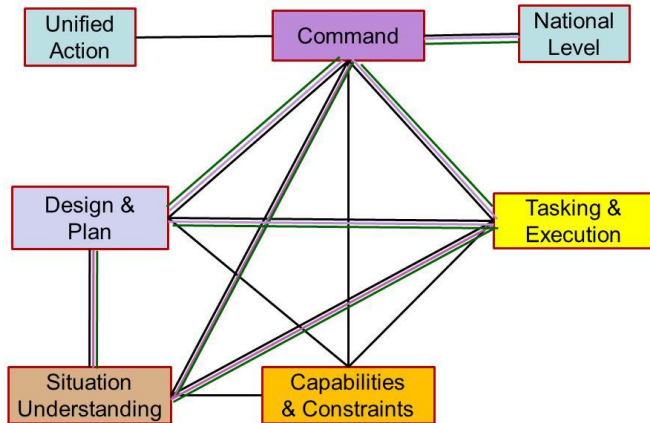 Unified
Action
Command
National
Level
Design &
Plan
Tasking &
Execution
Situation
Understanding
Capabilities
& Constraints